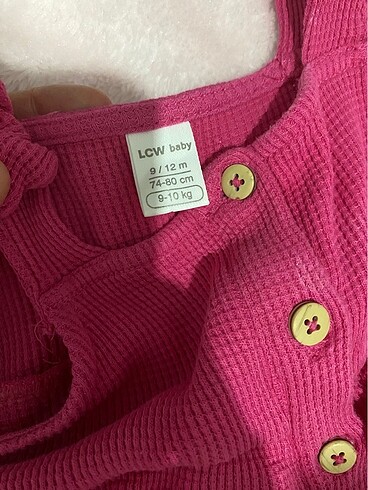 LCW baby
9 / 12 m
74-80 cm
9-10 kg